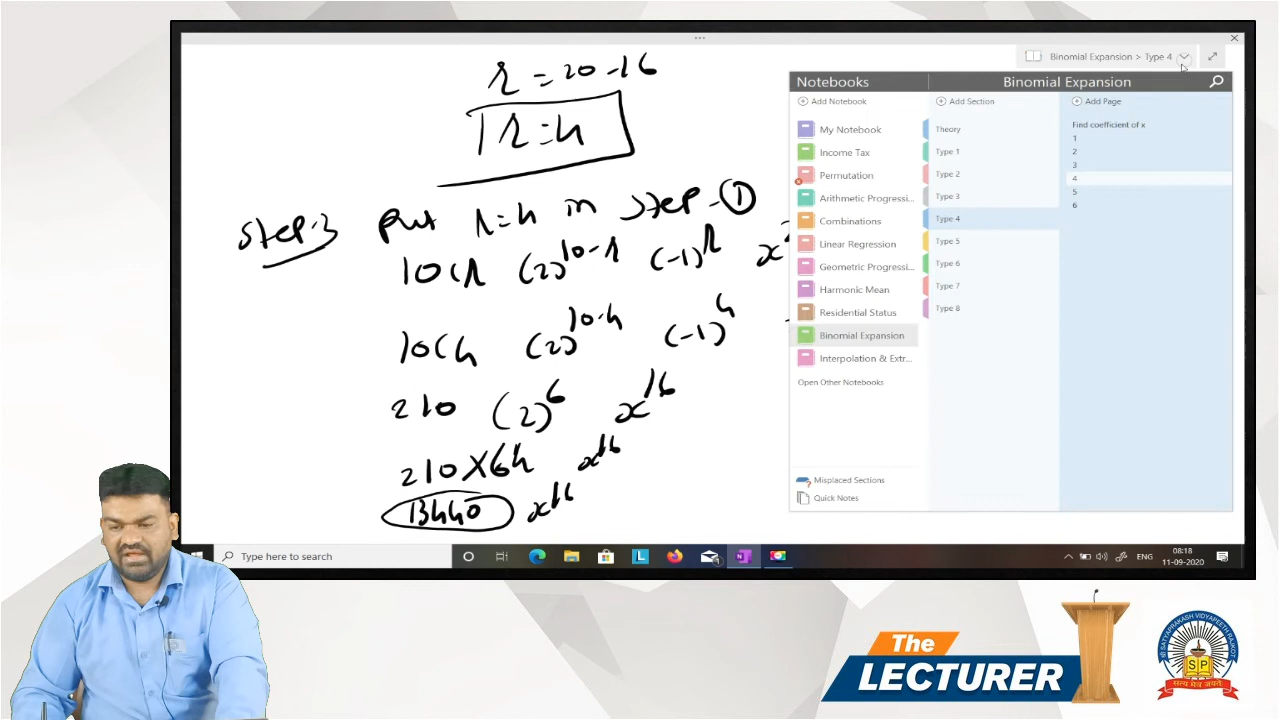 r = 20-16
r = 4
Binomial Expansion > Type 4
Notebooks
Binomial Expansion
Add Notebook
Add Section
Add Page
My Notebook
Income Tax
Permutation
Arithmetic Progressi...
Combinations
Linear Regression
Geometric Progressi...
Harmonic Mean
Residential Status
Binomial Expansion
Interpolation & Extr...
Open Other Notebooks
Misplaced Sections
Quick Notes
Theory
Type 1
Type 2
Type 3
Type 4
Type 5
Type 6
Type 7
Type 8
Find coefficient of x
1
2
3
4
5
6
Step-3 Put r=4 in step-①
10Cr (2)^10-r (-1)^r x
10C4 (2)^10-4 (-1)^4
210 (2)^6 x^16
210X64 x^16
13440 x^16
Type here to search
L
N
ENG
08:18
11-09-2020
The
LECTURER
SP
सत्य मेव जयते